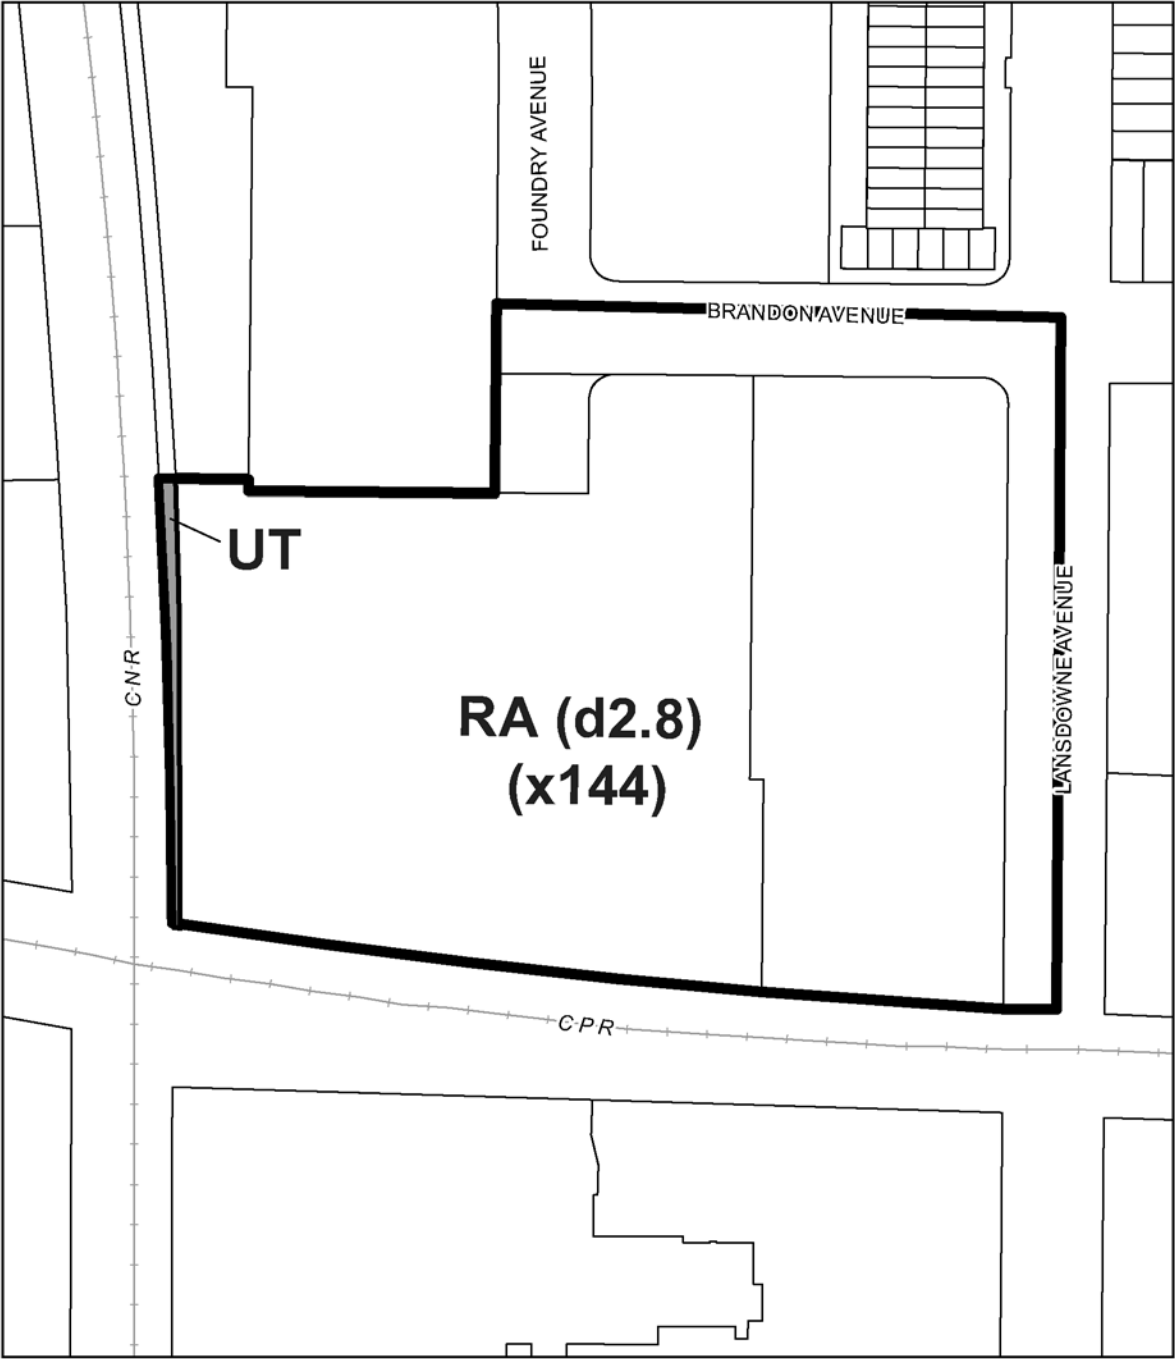 FOUNDRY AVENUE
BRANDON AVENUE
UT
LANSDOWNE AVENUE
C N R
RA (d2.8)
(x144)
C P R